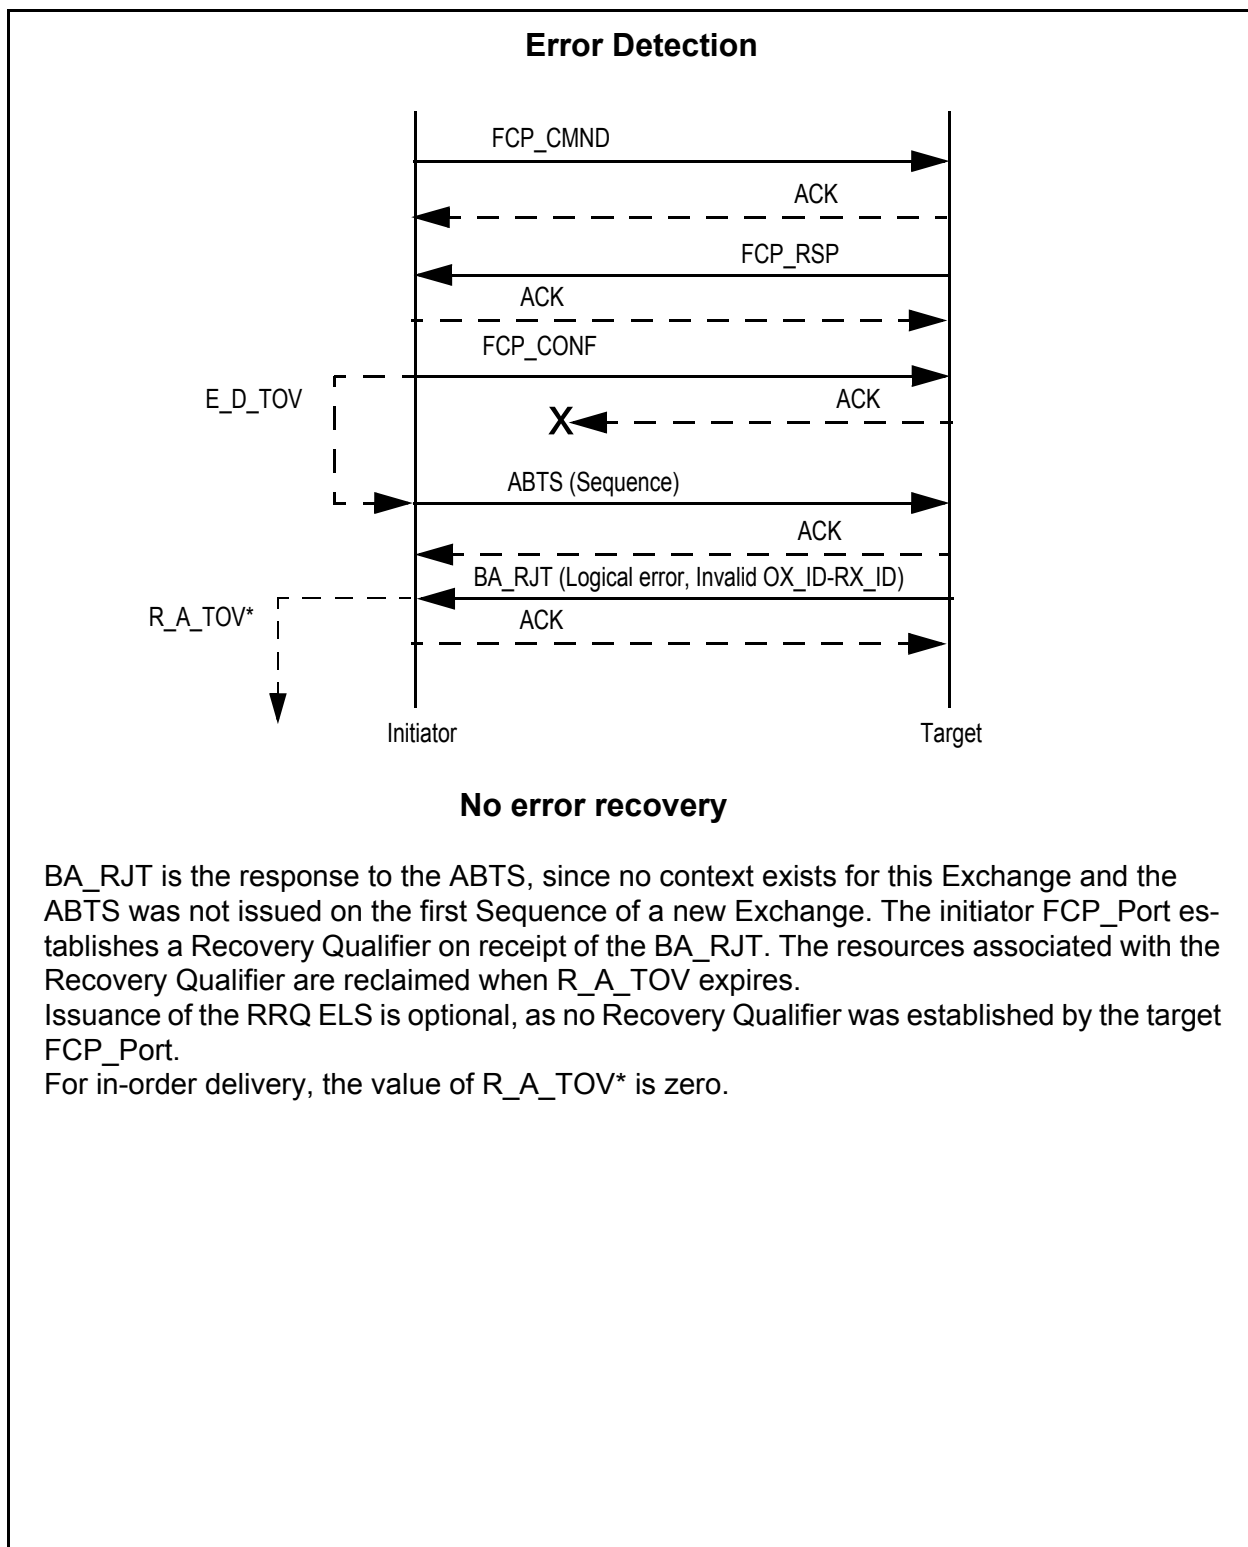 Error Detection
FCP_CMND
ACK
FCP_RSP
ACK
FCP_CONF
E_D_TOV
ACK
X
ABTS (Sequence)
ACK
BA_RJT (Logical error, Invalid OX_ID-RX_ID)
R_A_TOV*
ACK
Initiator
Target
No error recovery
BA_RJT is the response to the ABTS, since no context exists for this Exchange and the
ABTS was not issued on the first Sequence of a new Exchange. The initiator FCP_Port es-
tablishes a Recovery Qualifier on receipt of the BA_RJT. The resources associated with the
Recovery Qualifier are reclaimed when R_A_TOV expires.
Issuance of the RRQ ELS is optional, as no Recovery Qualifier was established by the target
FCP_Port.
For in-order delivery, the value of R_A_TOV* is zero.